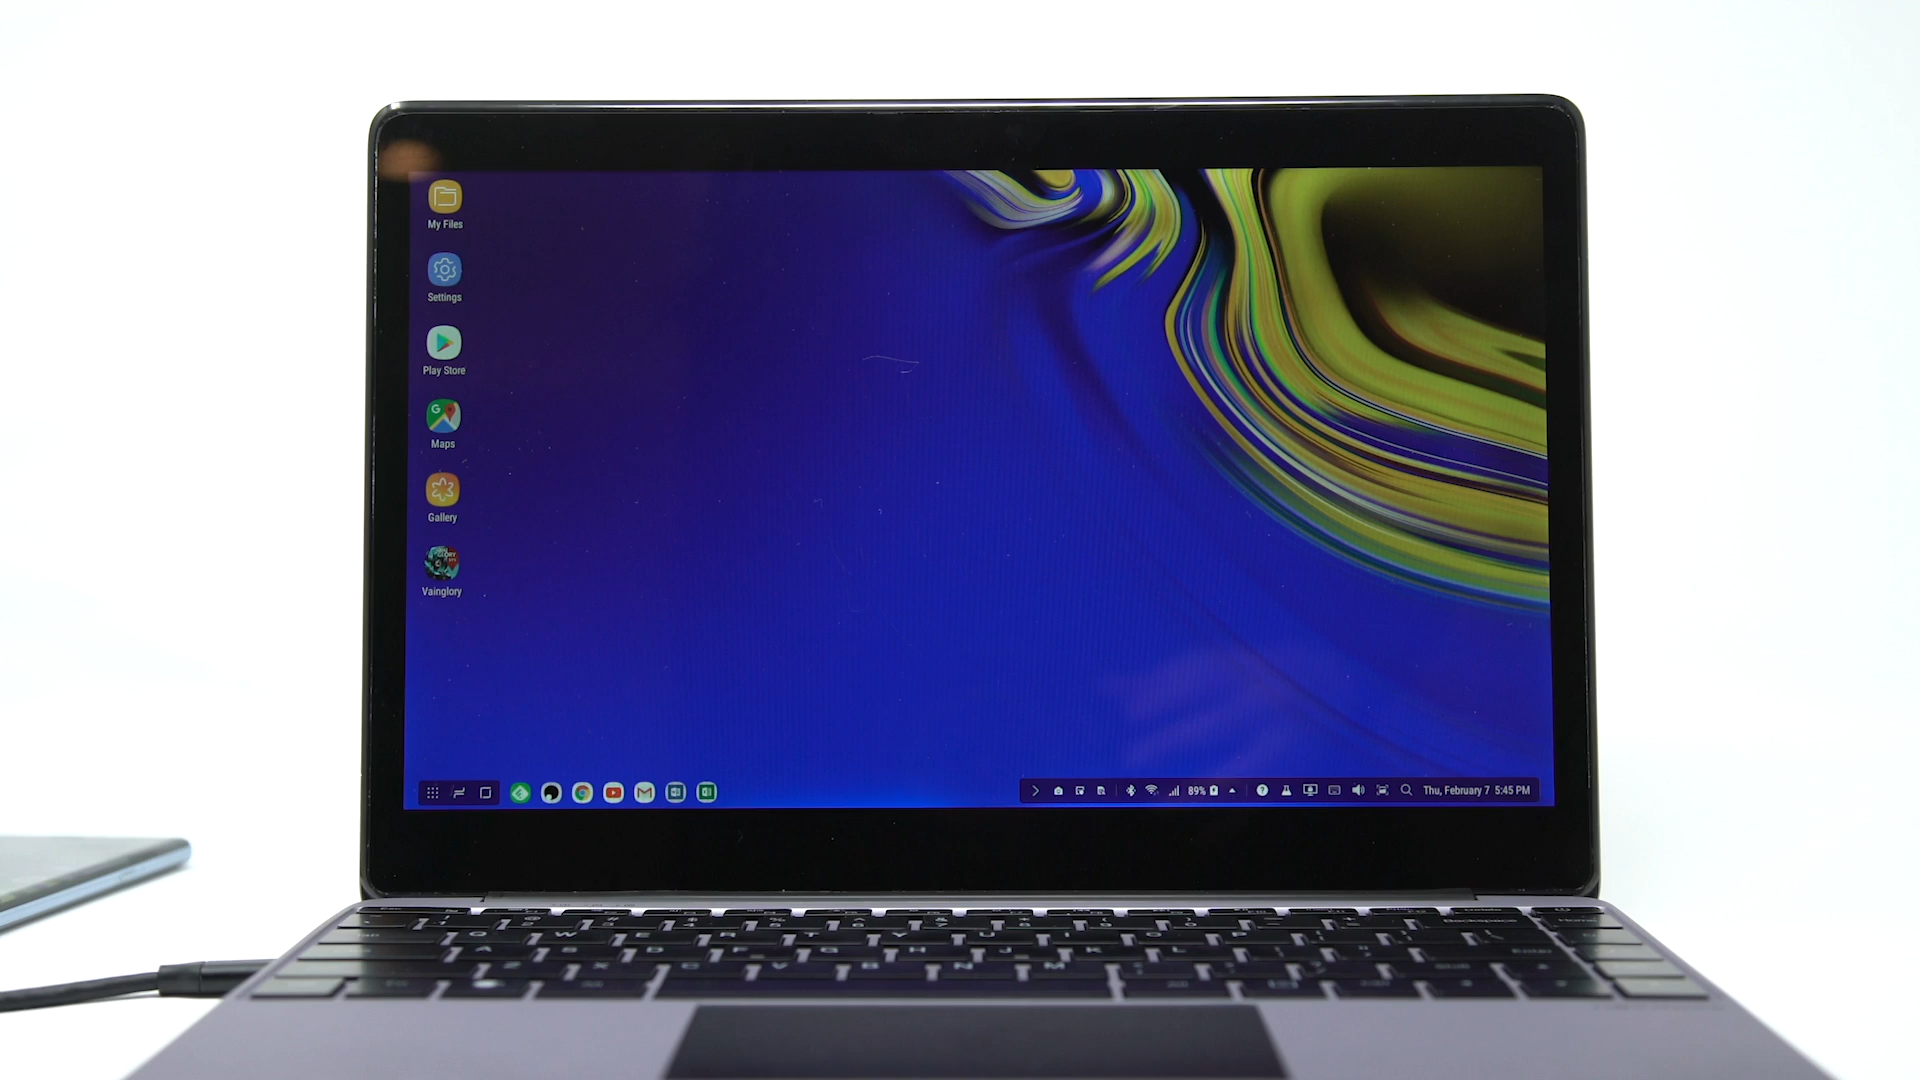 My Files
Settings
Play Store
Maps
Gallery
Vainglory
89%
Thu, February 7 5:45 PM
Q W E R T Y U I O P
A S D F G H J K L
Z X C V B N M